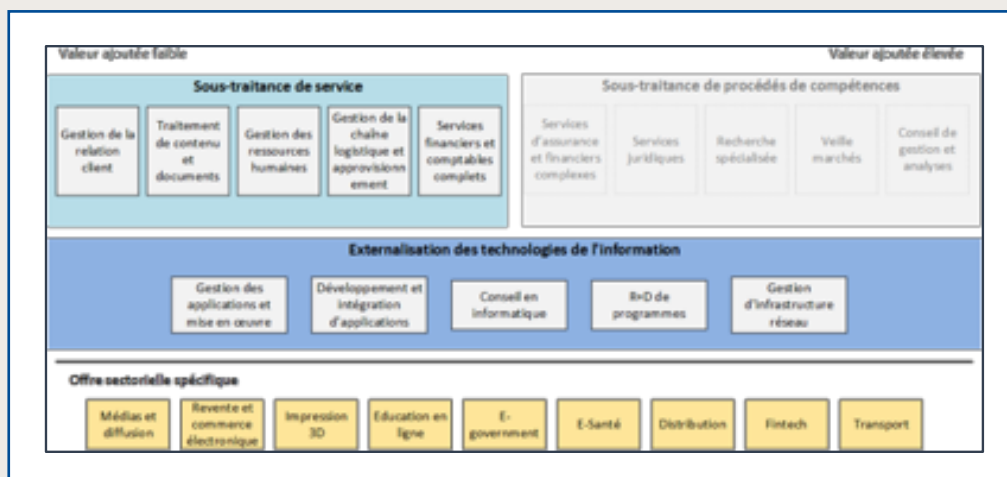 Valeur ajoutée faible
Valeur ajoutée élevée
Sous-traitance de service
Gestion de la
relation
client
Traitement
de contenu
et
documents
Gestion des
ressources
humaines
Gestion de la
chaîne
logistique et
approvisionn
ement
Services
financiers et
comptables
complets
Sous-traitance de procédés de compétences
Services
d'assurance
et financiers
complexes
Services
juridiques
Recherche
spécialisée
Veille
marchés
Conseil de
gestion et
analyses
Externalisation des technologies de l'information
Gestion des
applications et
mise en œuvre
Développement et
intégration
d'applications
Conseil en
informatique
R+D de
programmes
Gestion
d'infrastructure
réseau
Offre sectorielle spécifique
Médias et
diffusion
Revente et
commerce
électronique
Impression
3D
Education en
ligne
E-
government
E-Santé
Distribution
Fintech
Transport